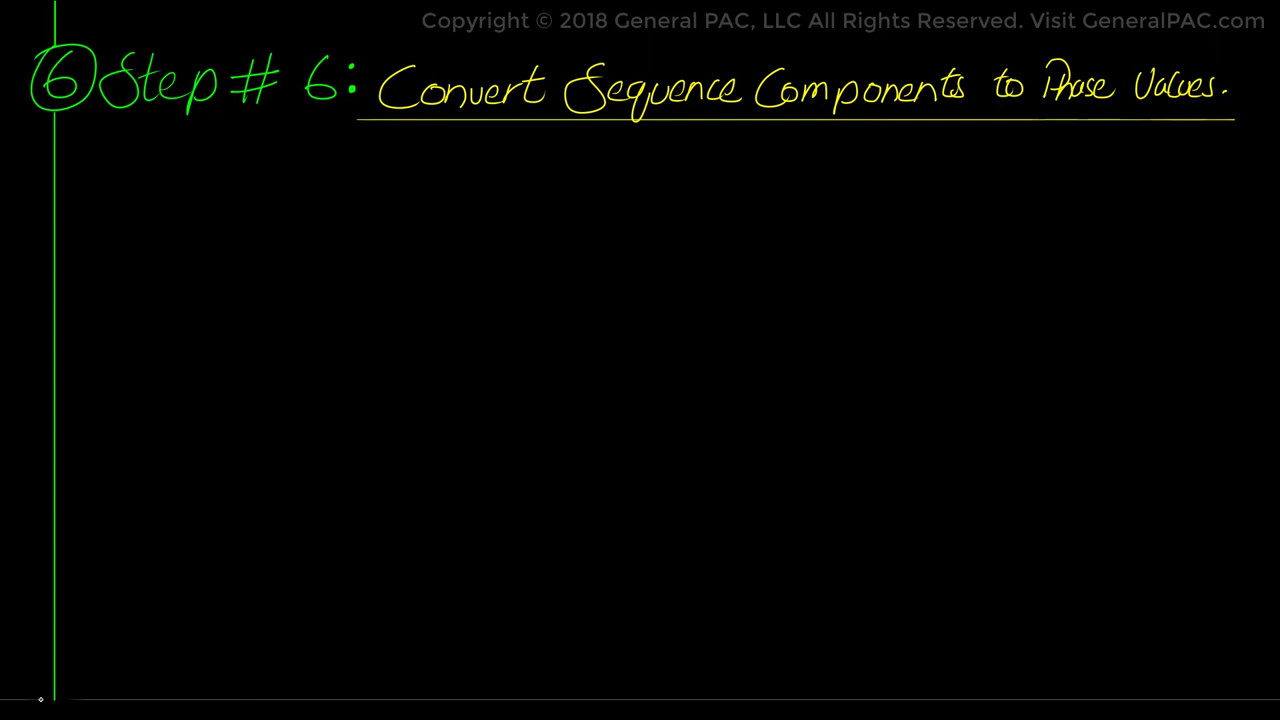 Copyright © 2018 General PAC, LLC All Rights Reserved. Visit GeneralPAC.com
6 Step # 6: Convert Sequence Components to Phase Values.